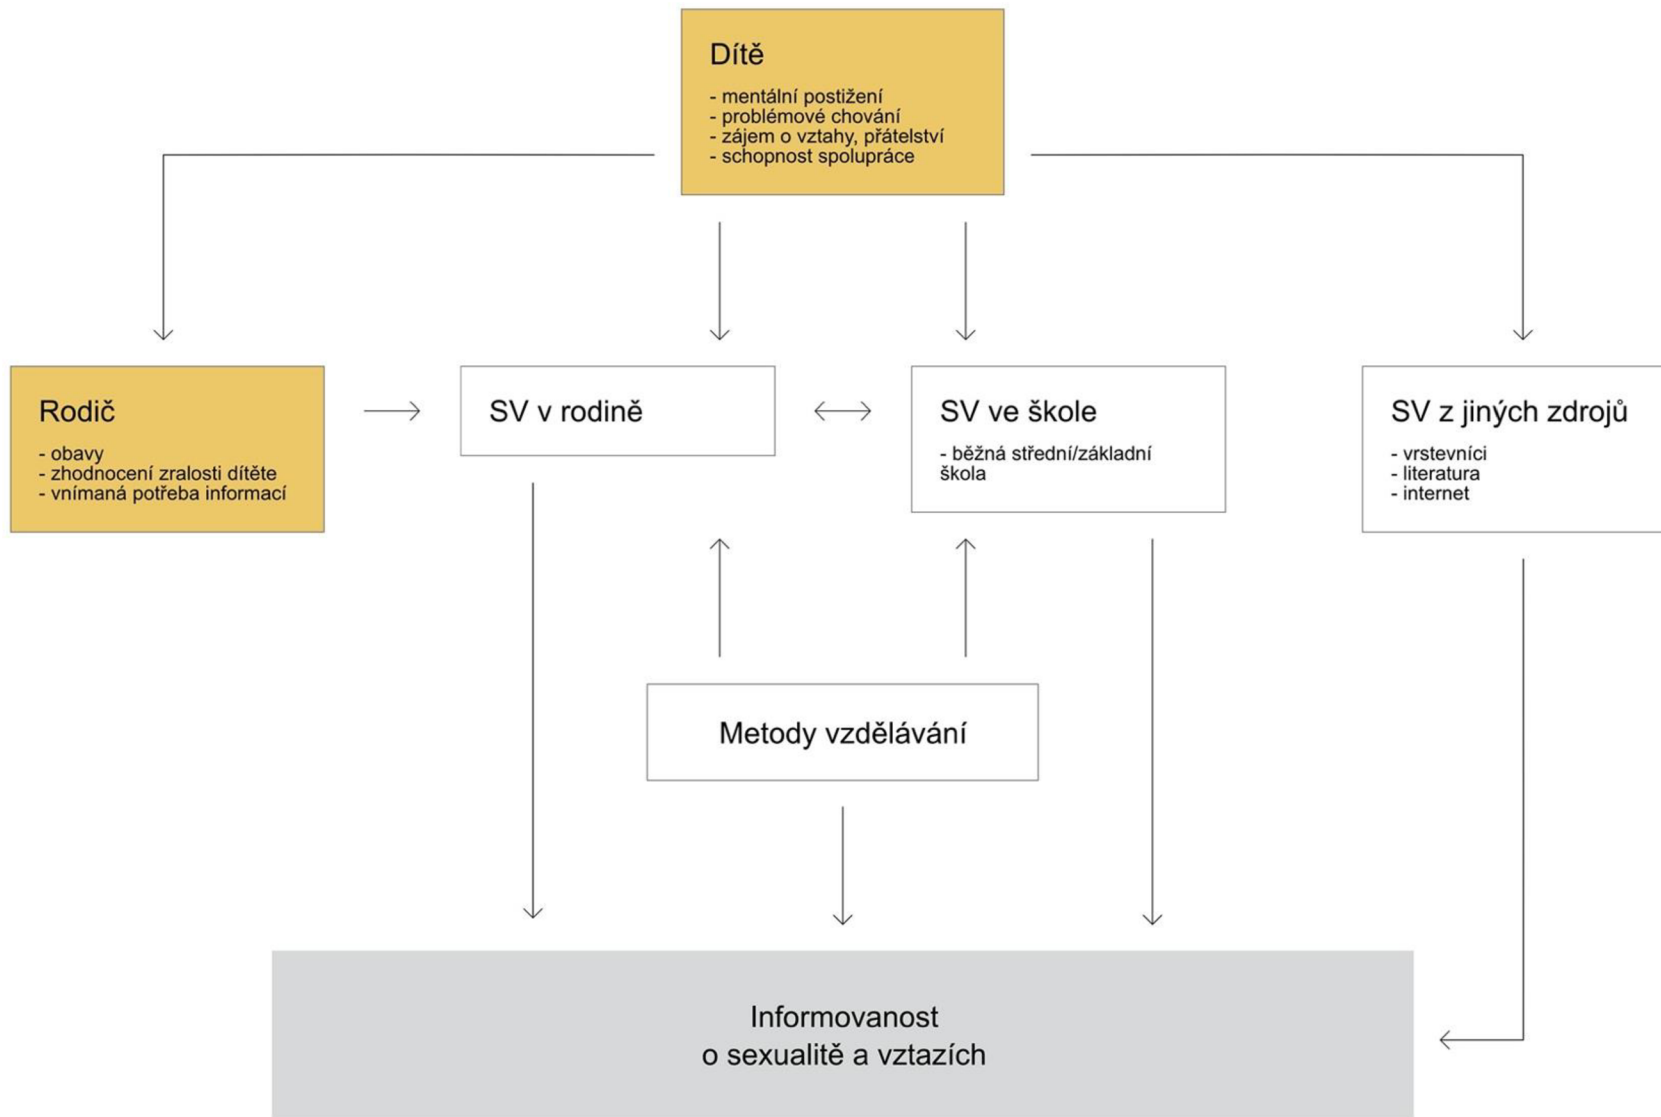 Dítě
- mentální postižení
- problémové chování
- zájem o vztahy, přátelství
- schopnost spolupráce
Rodič
- obavy
- zhodnocení zralosti dítěte
- vnímaná potřeba informací
SV v rodině
SV ve škole
- běžná střední/základní
škola
SV z jiných zdrojů
- vrstevníci
- literatura
- internet
Metody vzdělávání
Informovanost
o sexualitě a vztazích